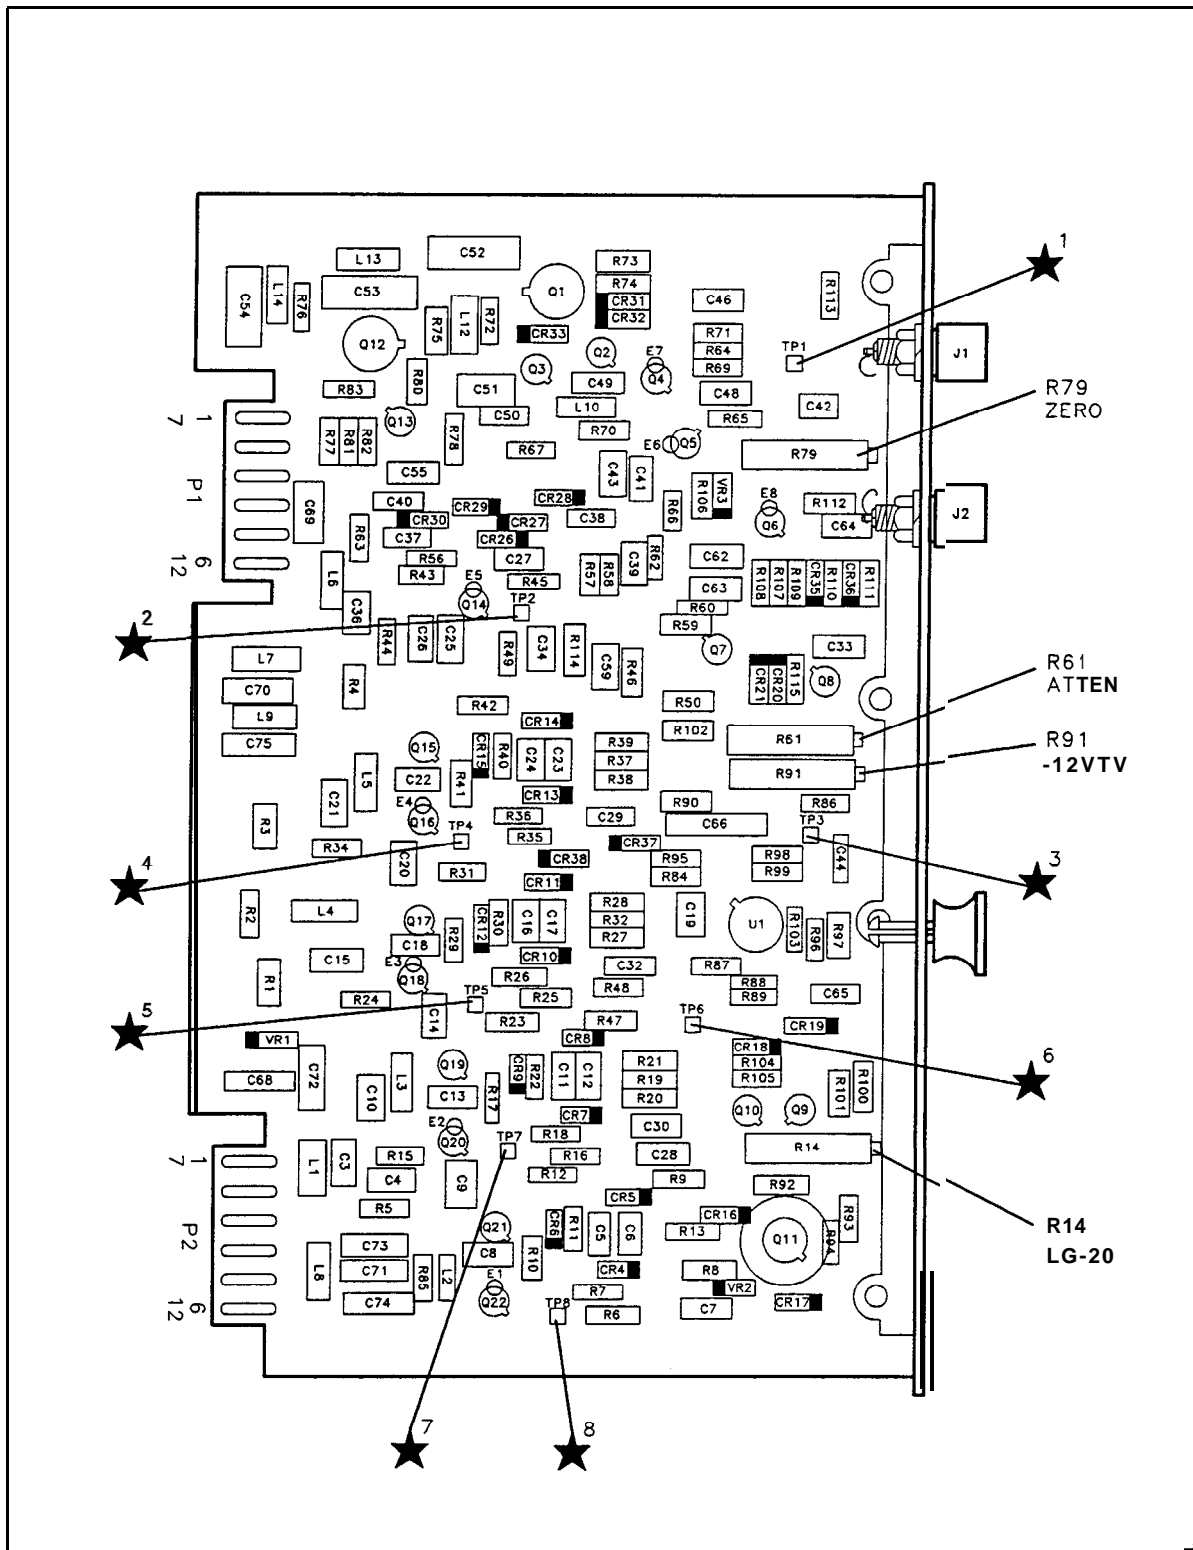 1
C52
L13
R73
L14
R76
C53
Q1
R74
C54
CR31
CR32
C46
R113
R75
L12
R72
CR33
R71
Q12
Q2
E7
R64
TP1
J1
Q3
Q4
R69
R79
ZERO
R83
R80
C51
C49
C48
C42
C50
L10
R65
Q13
R70
1
7
R77
R81
R82
R78
R67
E6
Q5
R79
C55
C43
C41
P1
C69
C40
CR29
CR28
R66
R106
VR3
E8
R112
J2
CR30
CR27
C38
Q6
C64
R63
C37
CR26
6
12
R56
C27
R57
R58
C39
R62
C62
L6
R43
E5
R45
C63
R108
R107
R109
CR35
R110
CR36
R111
C36
Q14
TP2
R60
2
R44
C26
C25
R59
R49
C34
R114
C59
R46
Q7
C33
L7
R4
CR21
CR20
R115
Q8
R61
ATTEN
C70
R42
R50
L9
CR14
R102
C75
Q15
CR15
R40
C24
C23
R39
R61
R91
-12VTV
R37
L5
C22
R41
R38
R91
C21
CR13
R90
R86
R3
E4
Q16
R36
C29
C66
TP3
R34
TP4
R35
CR37
C44
C20
CR38
R95
R98
4
R31
CR11
R84
R99
3
R2
L4
Q17
CR12
R30
C16
C17
R28
C19
U1
R103
R96
R97
C18
R29
R32
R27
C15
E3
CR10
C32
R87
R1
Q18
R26
R88
R24
TP5
R25
R48
R89
C65
5
C14
R23
R47
TP6
CR19
VR1
CR8
CR18
C68
C72
L3
Q19
CR9
R22
C11
C12
R21
R104
R101
R100
6
C10
C13
R17
R19
R105
R20
E2
CR7
Q10
Q9
Q20
R18
C30
1
7
L1
C3
R15
TP7
R16
C28
R14
C4
C9
R12
R9
R92
R5
CR5
P2
Q21
CR6
R11
C5
C6
CR16
R93
R14
LG-20
C73
C8
R13
Q11
R94
L8
C71
R85
L2
R10
CR4
R8
E1
R7
VR2
6
12
C74
Q22
TP8
R6
C7
CR17
7
8